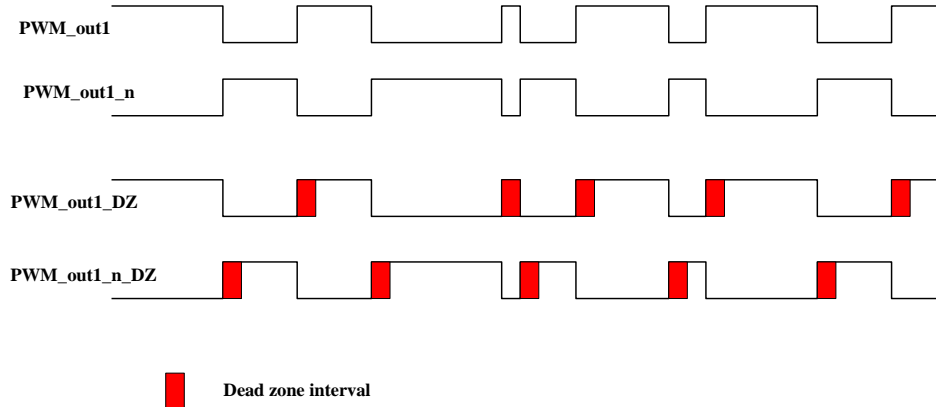 PWM_out1
PWM_out1_n
PWM_out1_DZ
PWM_out1_n_DZ
Dead zone interval